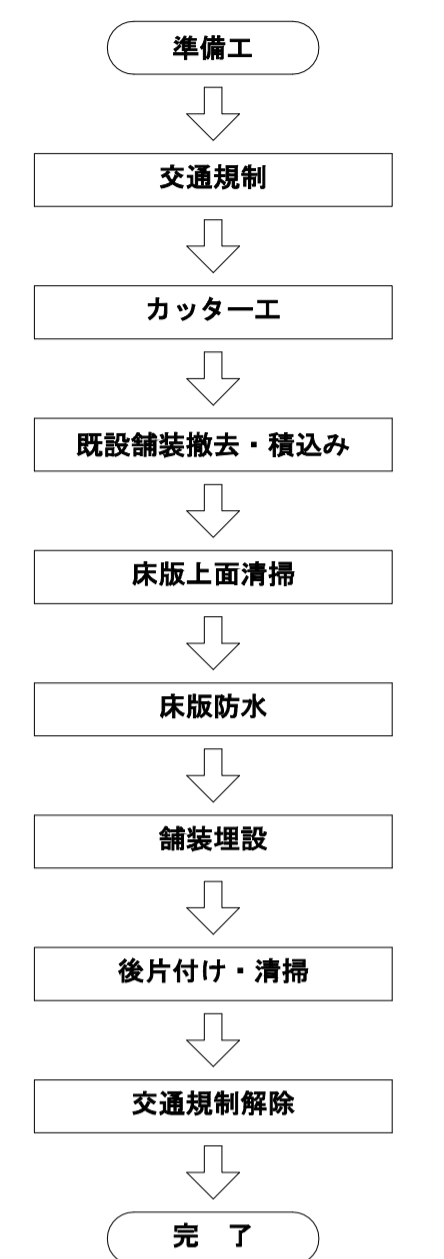 準備工
交通規制
カッター工
既設舗装撤去・積込み
床版上面清掃
床版防水
舗装埋設
後片付け・清掃
交通規制解除
完　了